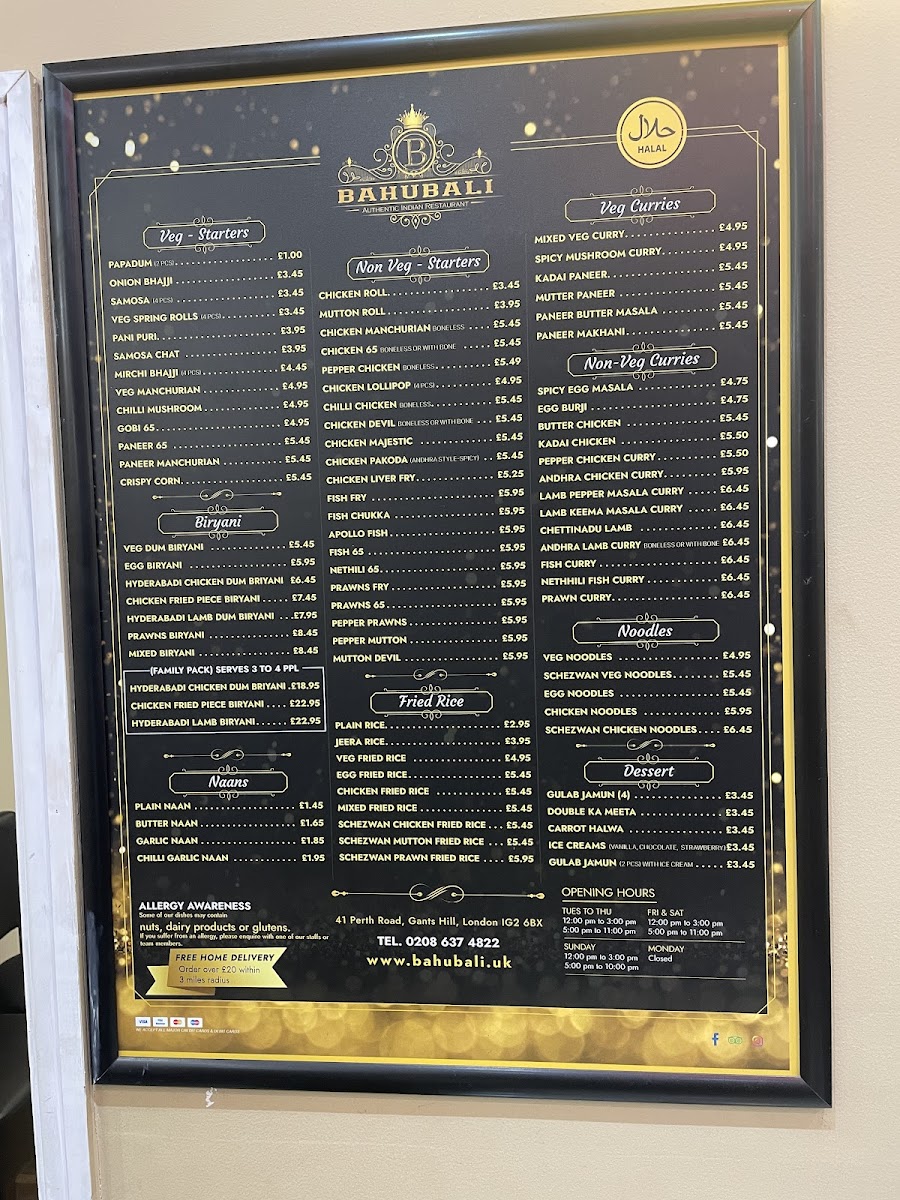 B
BAHUBALI
AUTHENTIC INDIAN RESTAURANT
حلال
HALAL
Veg - Starters
PAPADUM (2 PCS) £1.00
ONION BHAJJI £3.45
SAMOSA (4 PCS) £3.45
VEG SPRING ROLLS (4 PCS) £3.45
PANI PURI £3.95
SAMOSA CHAT £3.95
MIRCHI BHAJJI (4 PCS) £4.45
VEG MANCHURIAN £4.95
CHILLI MUSHROOM £4.95
GOBI 65 £4.95
PANEER 65 £5.45
PANEER MANCHURIAN £5.45
CRISPY CORN £5.45
Biryani
VEG DUM BIRYANI £5.45
EGG BIRYANI £5.95
HYDERABADI CHICKEN DUM BRIYANI £6.45
CHICKEN FRIED PIECE BIRYANI £7.45
HYDERABADI LAMB DUM BIRYANI £7.95
PRAWNS BIRYANI £8.45
MIXED BIRYANI £8.45
(FAMILY PACK) SERVES 3 TO 4 PPL
HYDERABADI CHICKEN DUM BRIYANI £18.95
CHICKEN FRIED PIECE BIRYANI £22.95
HYDERABADI LAMB BIRYANI £22.95
Naans
PLAIN NAAN £1.45
BUTTER NAAN £1.65
GARLIC NAAN £1.85
CHILLI GARLIC NAAN £1.95
Non Veg - Starters
CHICKEN ROLL £3.45
MUTTON ROLL £3.95
CHICKEN MANCHURIAN BONELESS £5.45
CHICKEN 65 BONELESS OR WITH BONE £5.45
PEPPER CHICKEN BONELESS £5.49
CHICKEN LOLLIPOP (4 PCS) £4.95
CHILLI CHICKEN BONELESS £5.45
CHICKEN DEVIL BONELESS OR WITH BONE £5.45
CHICKEN MAJESTIC £5.45
CHICKEN PAKODA (ANDHRA STYLE-SPICY) £5.45
CHICKEN LIVER FRY £5.25
FISH FRY £5.95
FISH CHUKKA £5.95
APOLLO FISH £5.95
FISH 65 £5.95
NETHILI 65 £5.95
PRAWNS FRY £5.95
PRAWNS 65 £5.95
PEPPER PRAWNS £5.95
PEPPER MUTTON £5.95
MUTTON DEVIL £5.95
Fried Rice
PLAIN RICE £2.95
JEERA RICE £3.95
VEG FRIED RICE £4.95
EGG FRIED RICE £5.45
CHICKEN FRIED RICE £5.45
MIXED FRIED RICE £5.45
SCHEZWAN CHICKEN FRIED RICE £5.45
SCHEZWAN MUTTON FRIED RICE £5.45
SCHEZWAN PRAWN FRIED RICE £5.95
Veg Curries
MIXED VEG CURRY £4.95
SPICY MUSHROOM CURRY £4.95
KADAI PANEER £5.45
MUTTER PANEER £5.45
PANEER BUTTER MASALA £5.45
PANEER MAKHANI £5.45
Non-Veg Curries
SPICY EGG MASALA £4.75
EGG BURJI £4.75
BUTTER CHICKEN £5.45
KADAI CHICKEN £5.50
PEPPER CHICKEN CURRY £5.50
ANDHRA CHICKEN CURRY £5.95
LAMB PEPPER MASALA CURRY £6.45
LAMB KEEMA MASALA CURRY £6.45
CHETTINADU LAMB £6.45
ANDHRA LAMB CURRY BONELESS OR WITH BONE £6.45
FISH CURRY £6.45
NETHHILI FISH CURRY £6.45
PRAWN CURRY £6.45
Noodles
VEG NOODLES £4.95
SCHEZWAN VEG NOODLES £5.45
EGG NOODLES £5.45
CHICKEN NOODLES £5.95
SCHEZWAN CHICKEN NOODLES £6.45
Dessert
GULAB JAMUN (4) £3.45
DOUBLE KA MEETA £3.45
CARROT HALWA £3.45
ICE CREAMS (VANILLA, CHOCOLATE, STRAWBERRY) £3.45
GULAB JAMUN (2 PCS) WITH ICE CREAM £3.45
ALLERGY AWARENESS
Some of our dishes may contain
nuts, dairy products or glutens.
If you suffer from an allergy, please enquire with one of our staffs or
team members.
FREE HOME DELIVERY
Order over £20 within
3 miles radius
41 Perth Road, Gants Hill, London IG2 6BX
TEL. 0208 637 4822
www.bahubali.uk
OPENING HOURS
TUES TO THU
12:00 pm to 3:00 pm
5:00 pm to 11:00 pm
FRI & SAT
12:00 pm to 3:00 pm
5:00 pm to 11:00 pm
SUNDAY
12:00 pm to 3:00 pm
5:00 pm to 10:00 pm
MONDAY
Closed
VISA
WE ACCEPT ALL MAJOR CREDIT CARDS & DEBIT CARDS